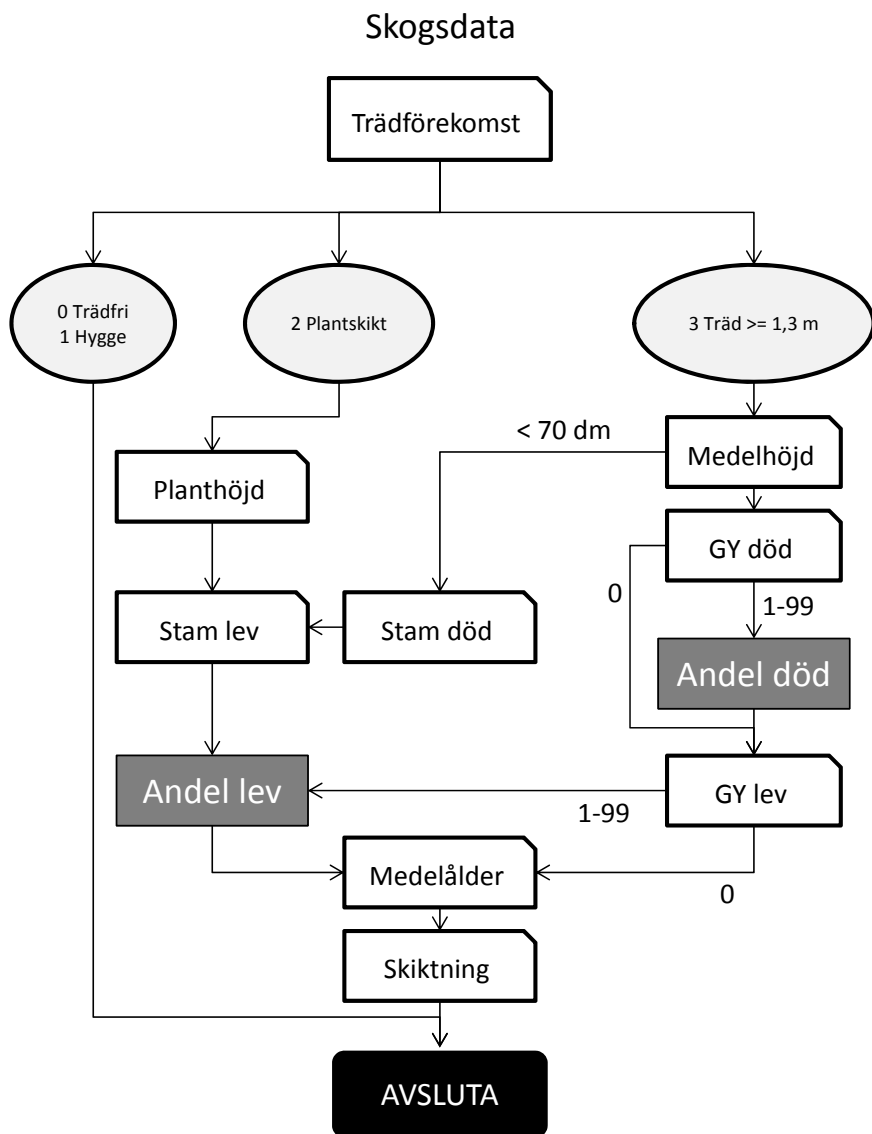 Skogsdata
Trädförekomst
0 Trädfri
1 Hygge
2 Plantskikt
3 Träd >= 1,3 m
< 70 dm
Medelhöjd
Planthöjd
GY död
0
1-99
Stam lev
Stam död
Andel död
Andel lev
GY lev
1-99
Medelålder
0
Skiktning
AVSLUTA